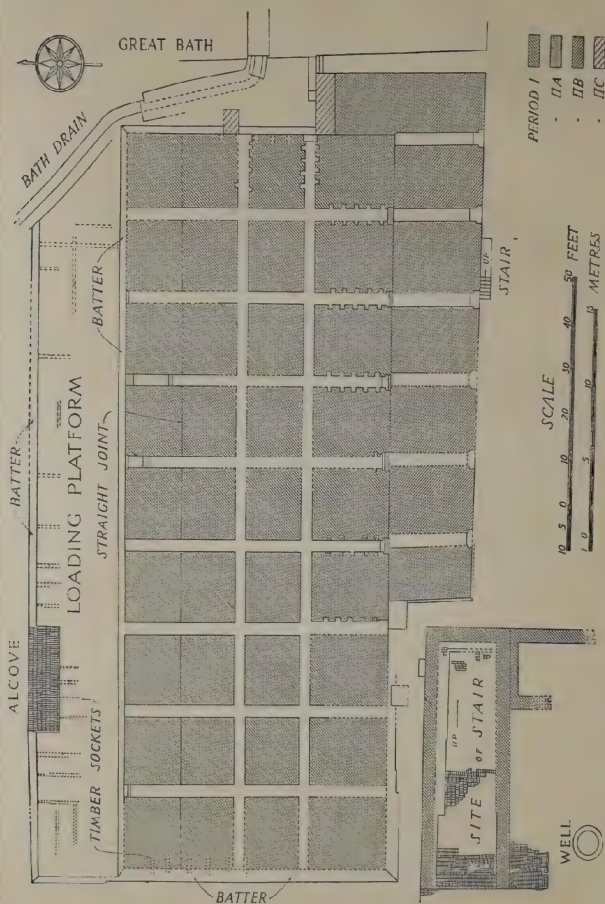 GREAT BATH
BATH DRAIN
BATTER
BATTER
LOADING PLATFORM
STRAIGHT JOINT
ALCOVE
TIMBER SOCKETS
BATTER
UP
STAIR
PERIOD I
" IIA
" IIB
" IIC
SCALE
10 5 0 10 20 30 40 50 FEET
1 0 5 10 15 METRES
UP
SITE OF STAIR
WELL